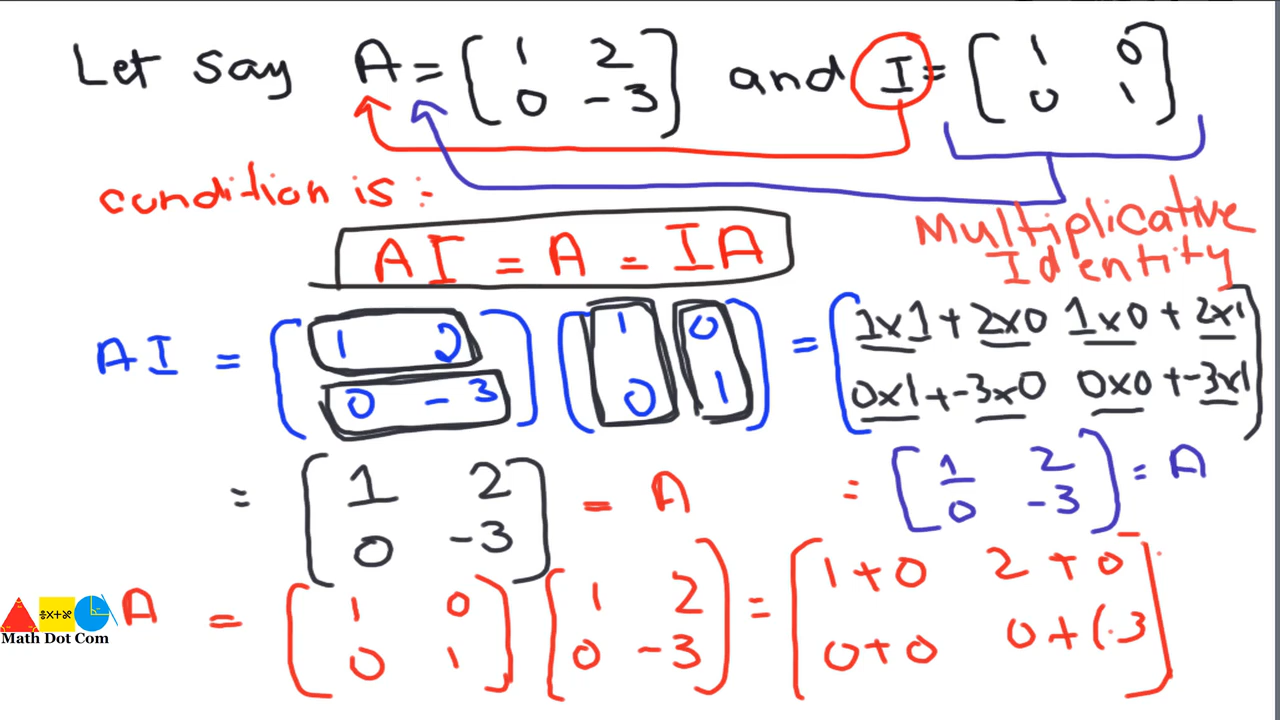 Let say A = [1 2 0 -3] and I = [1 0 0 1]
condition is :
Multiplicative
Identity
AI = A = IA
AI = [1 2 0 -3] [1 0 0 1] = [1x1 + 2x0 1x0 + 2x1 0x1 + -3x0 0x0 + -3x1]
= [1 2 0 -3] = A = [1 2 0 -3] = A
A = [1 0 0 1] [1 2 0 -3] = [1+0 2+0 0+0 0+(-3]
Math Dot Com